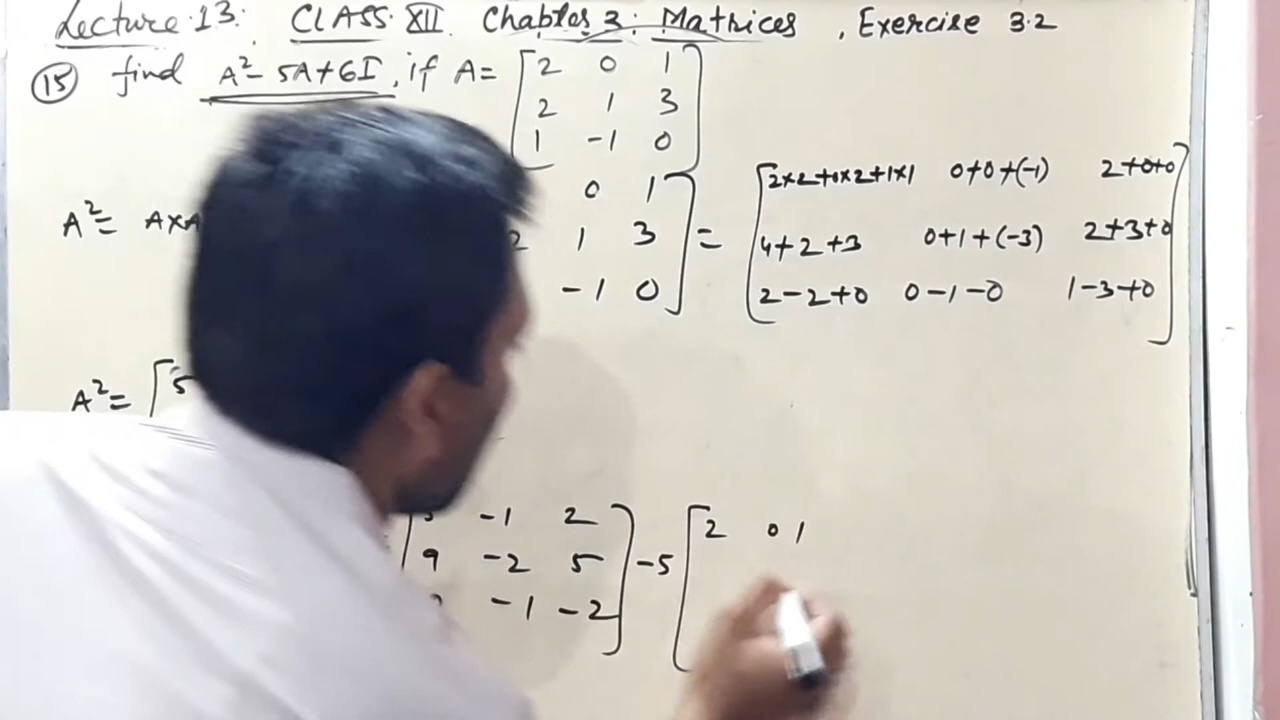 Lecture 13: CLASS XII Chapter 3: Matrices, Exercise 3.2
(15) find A²- 5A+6I, if A= [2 0 1
2 1 3
1 -1 0]
A²= A×A 0 1] = [2×2+0×2+1×1 0+0+(-1) 2+0+0
2 1 3 4+2+3 0+1+(-3) 2+3+0
-1 0 2-2+0 0-1-0 1-3+0]
A²= [5
-1 2] -5 [2 0 1
9 -2 5
-1 -2